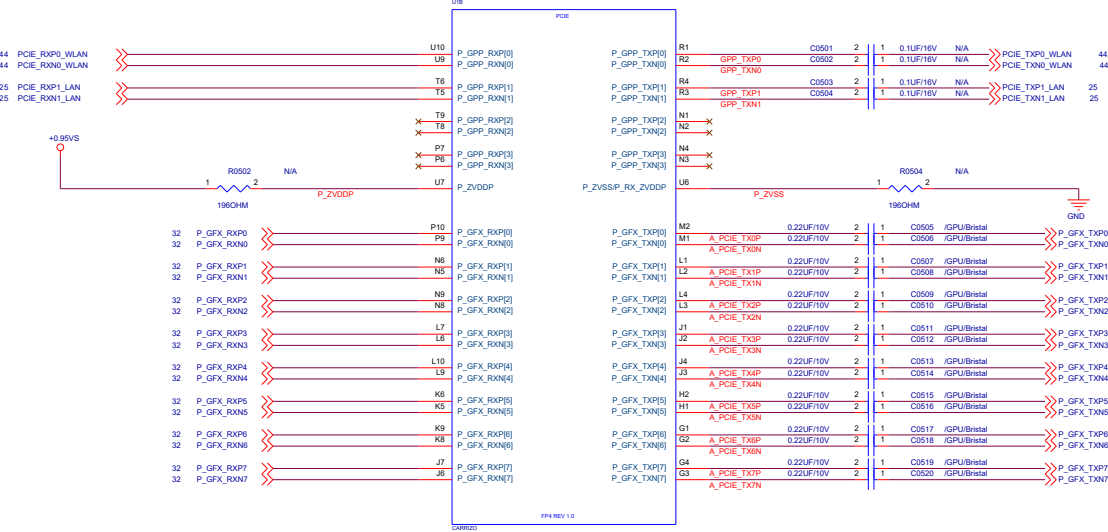 U1B
PCIE
44 PCIE_RXP0_WLAN U10 P_GPP_RXP[0] P_GPP_TXP[0] R1 C0501 2 1 0.1UF/16V N/A PCIE_TXP0_WLAN 44
44 PCIE_RXN0_WLAN U9 P_GPP_RXN[0] P_GPP_TXN[0] R2 GPP_TXP0 C0502 2 1 0.1UF/16V N/A PCIE_TXN0_WLAN 44
GPP_TXN0
25 PCIE_RXP1_LAN T6 P_GPP_RXP[1] P_GPP_TXP[1] R4 C0503 2 1 0.1UF/16V N/A PCIE_TXP1_LAN 25
25 PCIE_RXN1_LAN T5 P_GPP_RXN[1] P_GPP_TXN[1] R3 GPP_TXP1 C0504 2 1 0.1UF/16V N/A PCIE_TXN1_LAN 25
GPP_TXN1
T9 P_GPP_RXP[2] P_GPP_TXP[2] N1
T8 P_GPP_RXN[2] P_GPP_TXN[2] N2
+0.95VS
P7 P_GPP_RXP[3] P_GPP_TXP[3] N4
P6 P_GPP_RXN[3] P_GPP_TXN[3] N3
R0502 N/A R0504 N/A
1 2 U7 P_ZVDDP P_ZVSS/P_RX_ZVDDP U6 1 2
P_ZVDDP P_ZVSS
196OHM 196OHM
GND
32 P_GFX_RXP0 P10 P_GFX_RXP[0] P_GFX_TXP[0] M2 0.22UF/10V 2 1 C0505 /GPU/Bristal P_GFX_TXP0
32 P_GFX_RXN0 P9 P_GFX_RXN[0] P_GFX_TXN[0] M1 A_PCIE_TX0P 0.22UF/10V 2 1 C0506 /GPU/Bristal P_GFX_TXN0
A_PCIE_TX0N
32 P_GFX_RXP1 N6 P_GFX_RXP[1] P_GFX_TXP[1] L1 0.22UF/10V 2 1 C0507 /GPU/Bristal P_GFX_TXP1
32 P_GFX_RXN1 N5 P_GFX_RXN[1] P_GFX_TXN[1] L2 A_PCIE_TX1P 0.22UF/10V 2 1 C0508 /GPU/Bristal P_GFX_TXN1
A_PCIE_TX1N
32 P_GFX_RXP2 N9 P_GFX_RXP[2] P_GFX_TXP[2] L4 0.22UF/10V 2 1 C0509 /GPU/Bristal P_GFX_TXP2
32 P_GFX_RXN2 N8 P_GFX_RXN[2] P_GFX_TXN[2] L3 A_PCIE_TX2P 0.22UF/10V 2 1 C0510 /GPU/Bristal P_GFX_TXN2
A_PCIE_TX2N
32 P_GFX_RXP3 L7 P_GFX_RXP[3] P_GFX_TXP[3] J1 0.22UF/10V 2 1 C0511 /GPU/Bristal P_GFX_TXP3
32 P_GFX_RXN3 L6 P_GFX_RXN[3] P_GFX_TXN[3] J2 A_PCIE_TX3P 0.22UF/10V 2 1 C0512 /GPU/Bristal P_GFX_TXN3
A_PCIE_TX3N
32 P_GFX_RXP4 L10 P_GFX_RXP[4] P_GFX_TXP[4] J4 0.22UF/10V 2 1 C0513 /GPU/Bristal P_GFX_TXP4
32 P_GFX_RXN4 L9 P_GFX_RXN[4] P_GFX_TXN[4] J3 A_PCIE_TX4P 0.22UF/10V 2 1 C0514 /GPU/Bristal P_GFX_TXN4
A_PCIE_TX4N
32 P_GFX_RXP5 K6 P_GFX_RXP[5] P_GFX_TXP[5] H2 0.22UF/10V 2 1 C0515 /GPU/Bristal P_GFX_TXP5
32 P_GFX_RXN5 K5 P_GFX_RXN[5] P_GFX_TXN[5] H1 A_PCIE_TX5P 0.22UF/10V 2 1 C0516 /GPU/Bristal P_GFX_TXN5
A_PCIE_TX5N
32 P_GFX_RXP6 K9 P_GFX_RXP[6] P_GFX_TXP[6] G1 0.22UF/10V 2 1 C0517 /GPU/Bristal P_GFX_TXP6
32 P_GFX_RXN6 K8 P_GFX_RXN[6] P_GFX_TXN[6] G2 A_PCIE_TX6P 0.22UF/10V 2 1 C0518 /GPU/Bristal P_GFX_TXN6
A_PCIE_TX6N
32 P_GFX_RXP7 J7 P_GFX_RXP[7] P_GFX_TXP[7] G4 0.22UF/10V 2 1 C0519 /GPU/Bristal P_GFX_TXP7
32 P_GFX_RXN7 J6 P_GFX_RXN[7] P_GFX_TXN[7] G3 A_PCIE_TX7P 0.22UF/10V 2 1 C0520 /GPU/Bristal P_GFX_TXN7
A_PCIE_TX7N
FP4 REV 1.0
CARRIZO